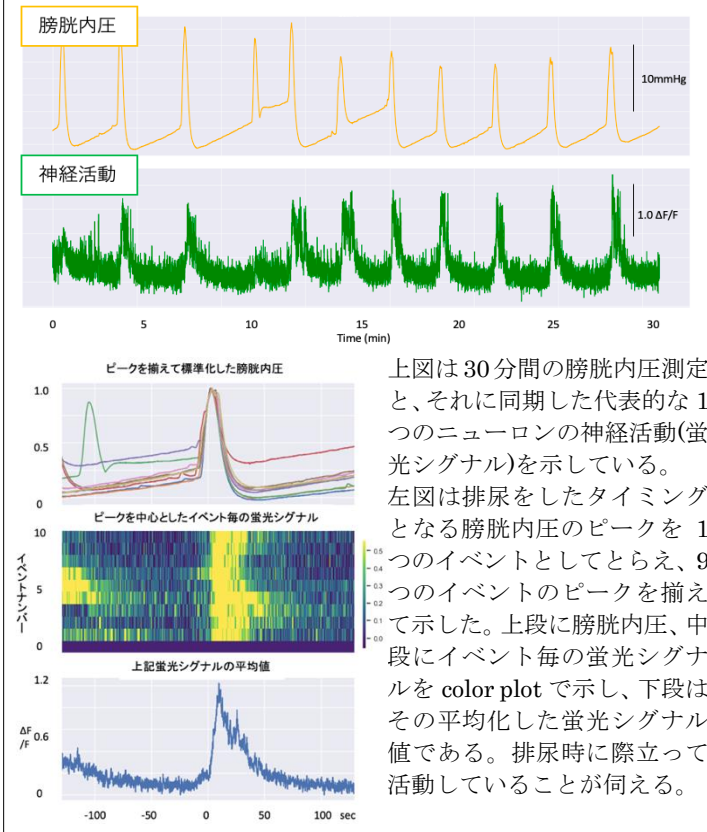 膀胱内圧
10mmHg
神経活動
1.0 ΔF/F
0 5 10 15 20 25 30
Time (min)
ピークを揃えて標準化した膀胱内圧
1.0
0.5
0
ピークを中心としたイベント毎の蛍光シグナル
イベントナンバー
10
5
0
0.5
0.4
0.3
0.2
0.1
0.0
上記蛍光シグナルの平均値
1.2
ΔF
/F
0.6
0
-100 -50 0 50 100 sec
上図は 30 分間の膀胱内圧測定
と、それに同期した代表的な 1
つのニューロンの神経活動(蛍
光シグナル)を示している。
左図は排尿をしたタイミング
となる膀胱内圧のピークを 1
つのイベントとしてとらえ、9
つのイベントのピークを揃え
て示した。上段に膀胱内圧、中
段にイベント毎の蛍光シグナ
ルを color plot で示し、下段は
その平均化した蛍光シグナル
値である。排尿時に際立って
活動していることが伺える。